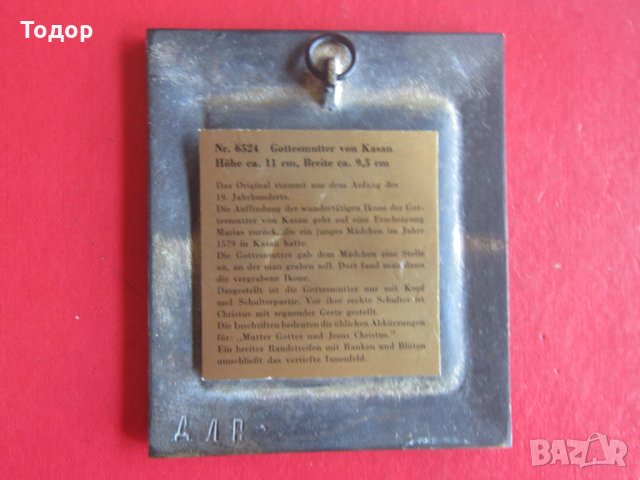 Todor
Nr. 6524 Gottesmutter von Kasan
Höhe ca. 11 cm, Breite ca. 9,5 cm
Das Original stammt aus dem Anfang des
19. Jahrhunderts.
Die Auffindung der wundertätigen Ikone der Got-
tesmutter von Kasan geht auf eine Erscheinung
Marias zurück, die ein junges Mädchen im Jahre
1579 in Kasan hatte.
Die Gottesmutter gab dem Mädchen eine Stelle
an, an der man graben soll. Dort fand man dann
die vergrabene Ikone.
Dargestellt ist die Gottesmutter nur mit Kopf
und Schulterpartie. Vor ihre rechte Schulter ist
Christus mit segnender Geste gestellt.
Die Inschriften bedeuten die üblichen Abkürzungen
für: „Mutter Gottes und Jesus Christus."
Ein breiter Randstreifen mit Ranken und Blüten
umschließt das vertiefte Innenfeld.
ДЛП
BAZAR